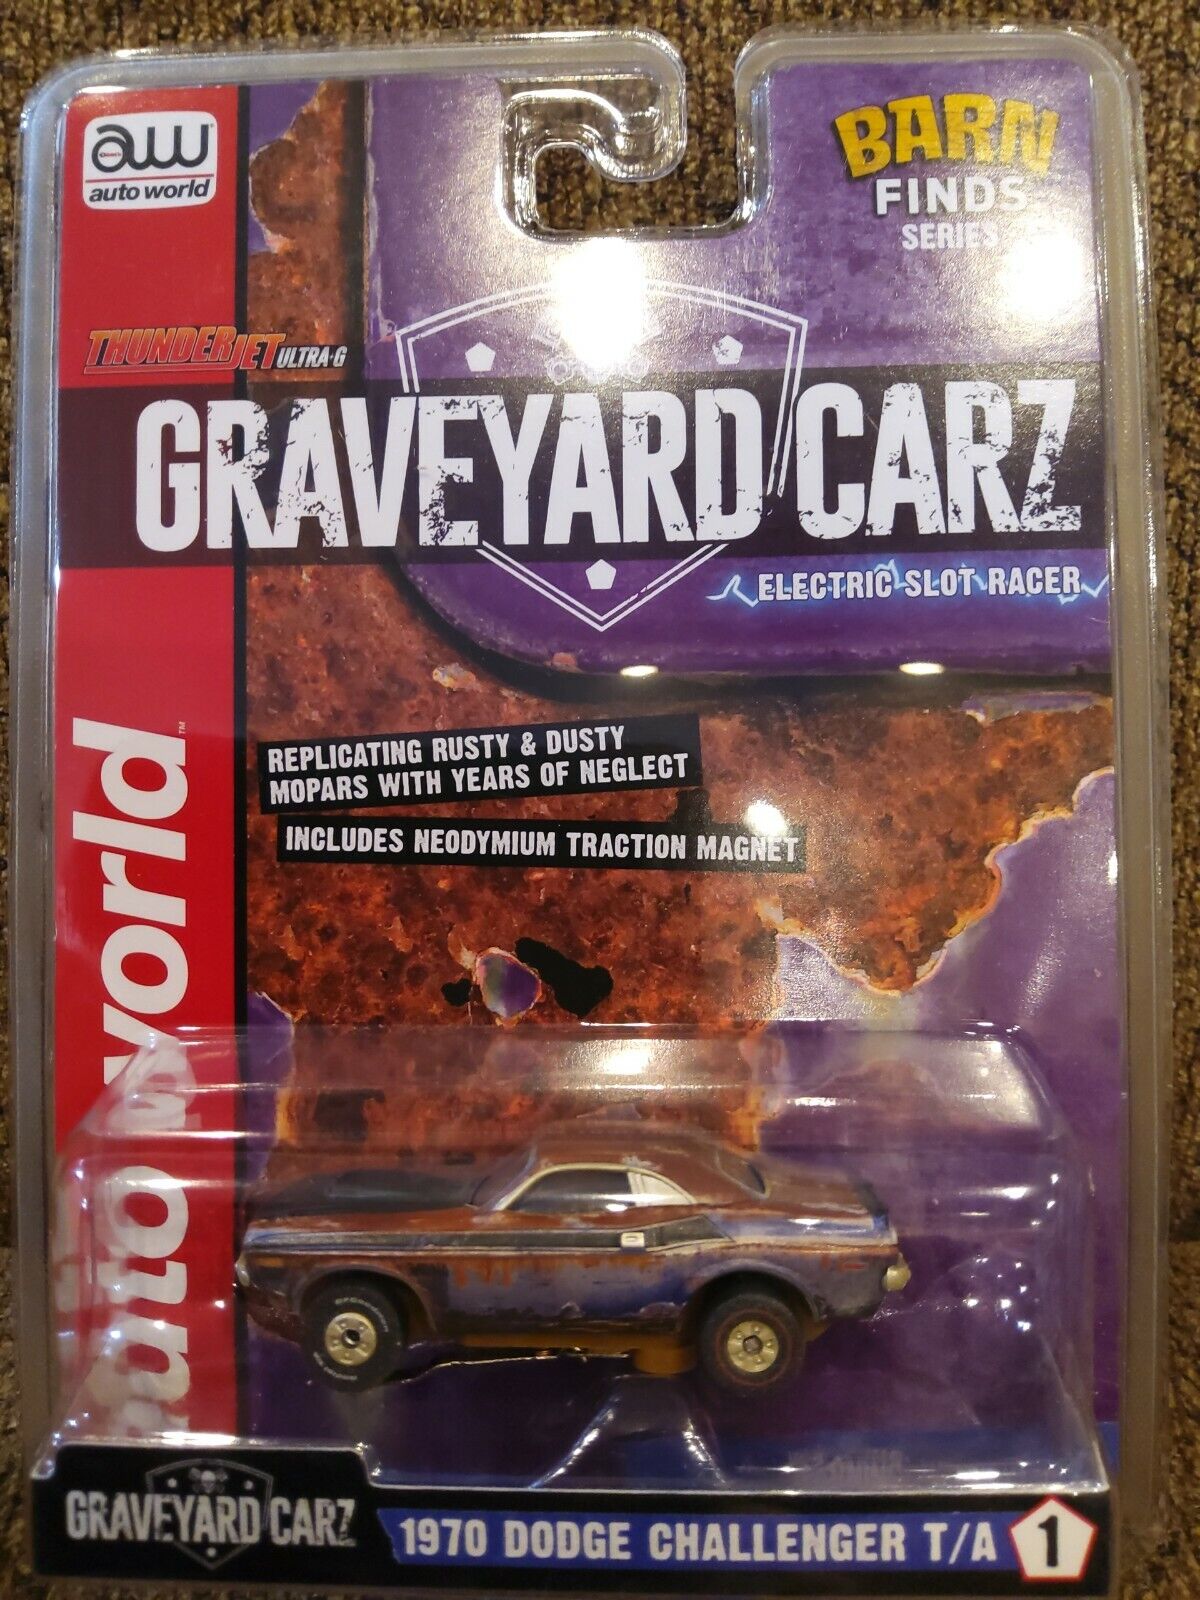 aw
auto world
BARN
FINDS
SERIES
THUNDERJET ULTRA-G
GRAVEYARD CARZ
ELECTRIC SLOT RACER
REPLICATING RUSTY & DUSTY
MOPARS WITH YEARS OF NEGLECT
INCLUDES NEODYMIUM TRACTION MAGNET
auto world™
GRAVEYARD CARZ
1970 DODGE CHALLENGER T/A
1